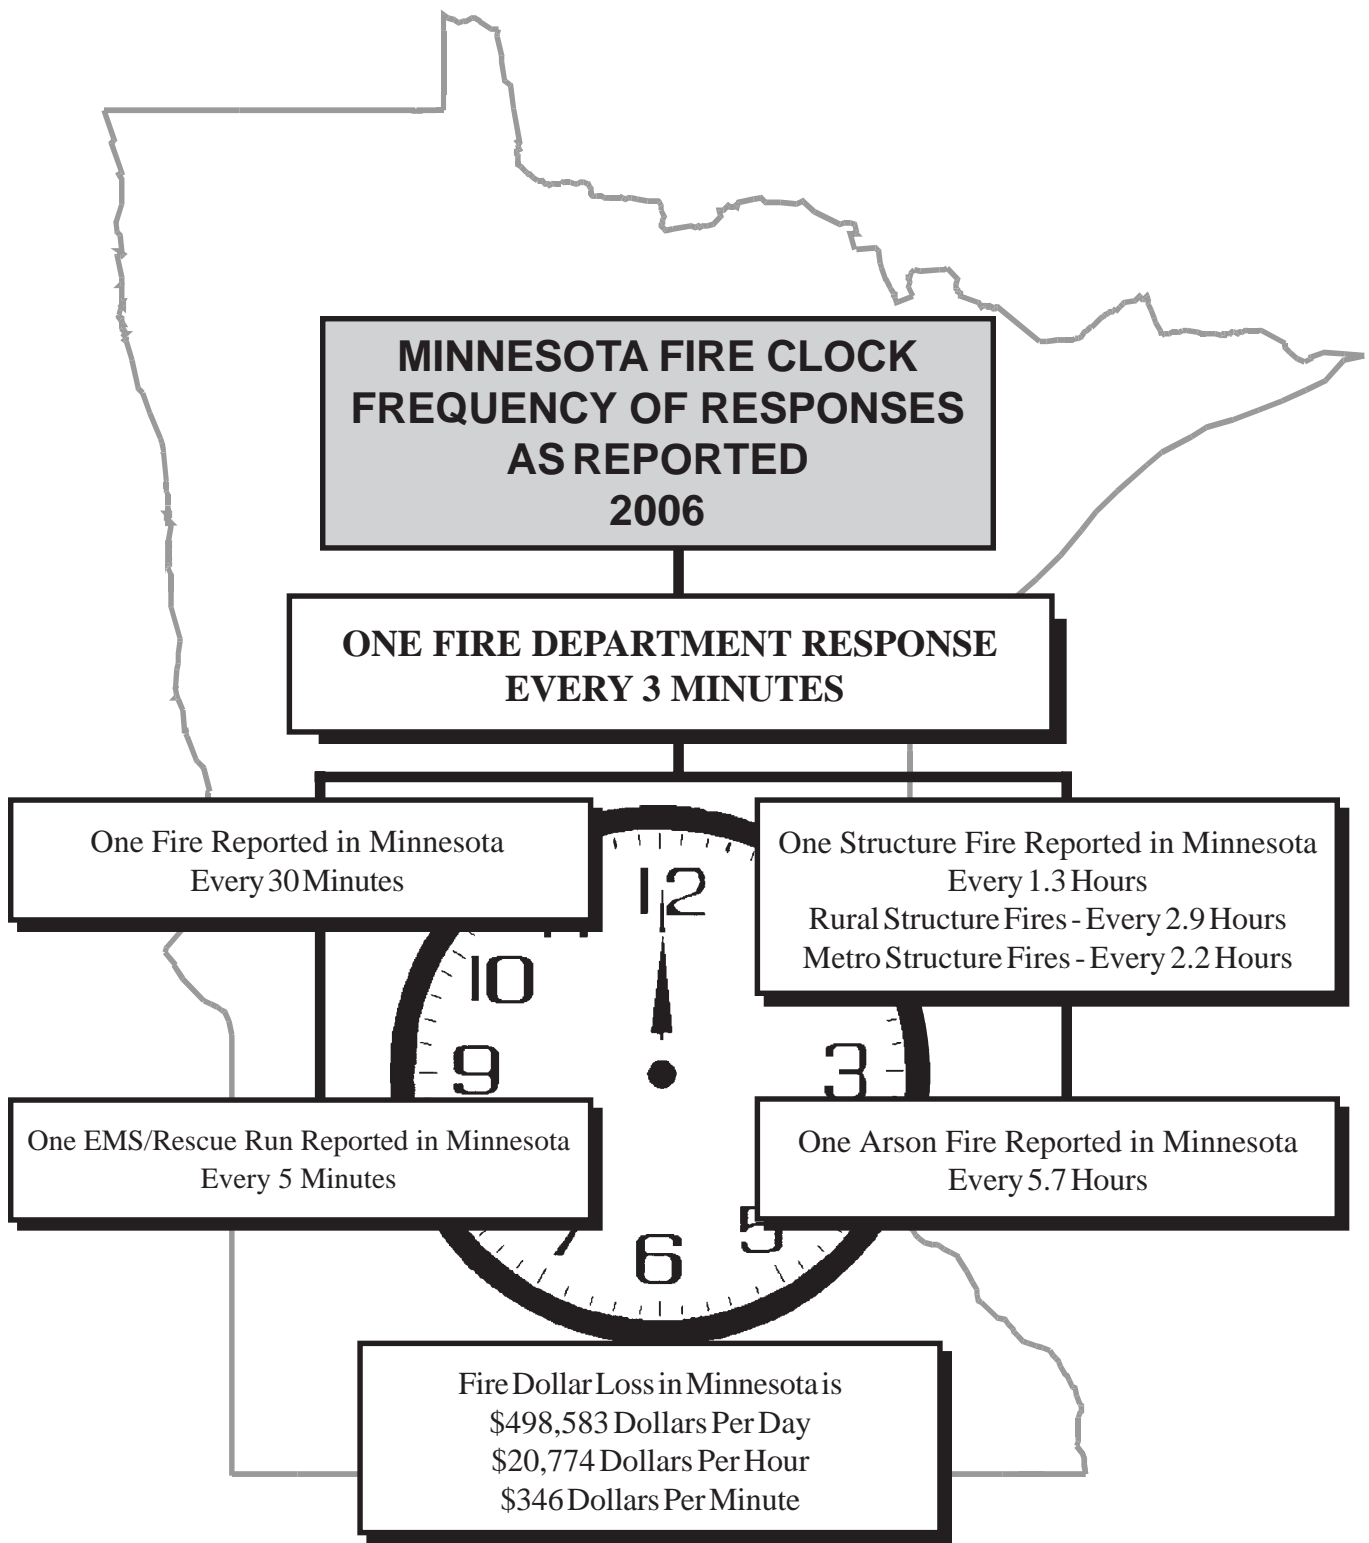 MINNESOTA FIRE CLOCK
FREQUENCY OF RESPONSES
AS REPORTED
2006
ONE FIRE DEPARTMENT RESPONSE
EVERY 3 MINUTES
One Fire Reported in Minnesota
Every 30 Minutes
One Structure Fire Reported in Minnesota
Every 1.3 Hours
Rural Structure Fires - Every 2.9 Hours
Metro Structure Fires - Every 2.2 Hours
12
10
9
3
One EMS/Rescue Run Reported in Minnesota
Every 5 Minutes
One Arson Fire Reported in Minnesota
Every 5.7 Hours
7
6
5
Fire Dollar Loss in Minnesota is
$498,583 Dollars Per Day
$20,774 Dollars Per Hour
$346 Dollars Per Minute